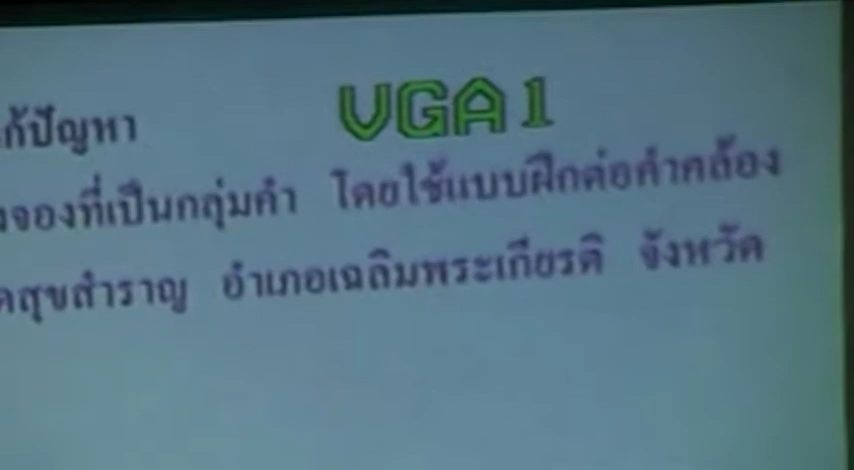 VGA1
แก้ปัญหา
งจองที่เป็นกลุ่มคำ โดยใช้แบบฝึกต่อคำคล้อง
ดสุขสำราญ อำเภอเฉลิมพระเกียรติ จังหวัด